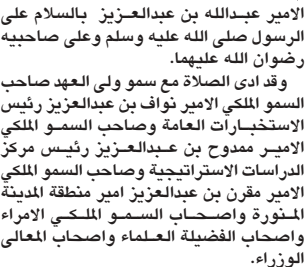 الامير عبدالله بن عبدالعزيز بالسلام على
الرسول صلى الله عليه وسلم وعلى صاحبيه
رضوان الله عليهما.
وقد ادى الصلاة مع سمو ولى العهد صاحب
السمو الملكي الامير نواف بن عبدالعزيز رئيس
الاستخبارات العامة وصاحب السمو الملكي
الامير ممدوح بن عبدالعزيز رئيس مركز
الدراسات الاستراتيجية وصاحب السمو الملكي
الامير مقرن بن عبدالعزيز امير منطقة المدينة
المنورة واصحاب السمو الملكي الامراء
واصحاب الفضيلة العلماء واصحاب المعالى
الوزراء.